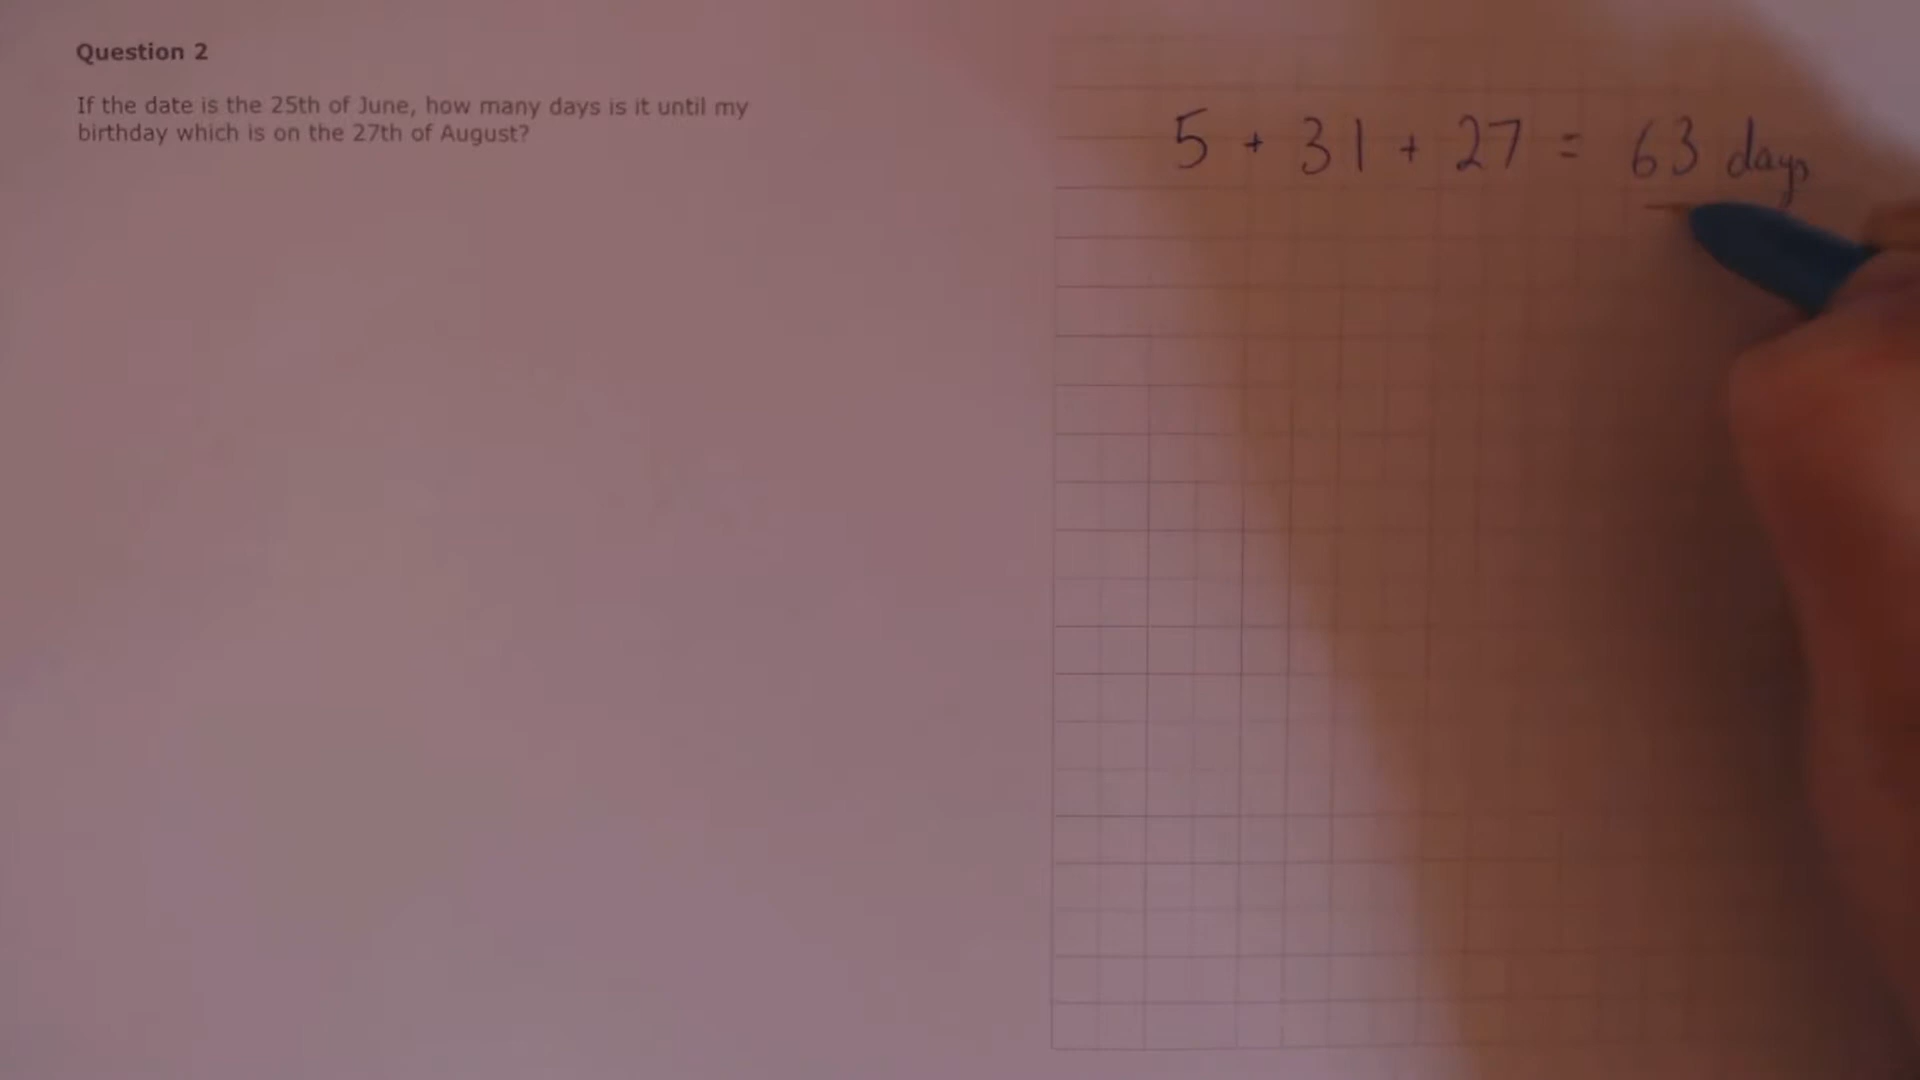 Question 2
If the date is the 25th of June, how many days is it until my
birthday which is on the 27th of August?
5 + 31 + 27 = 63 days